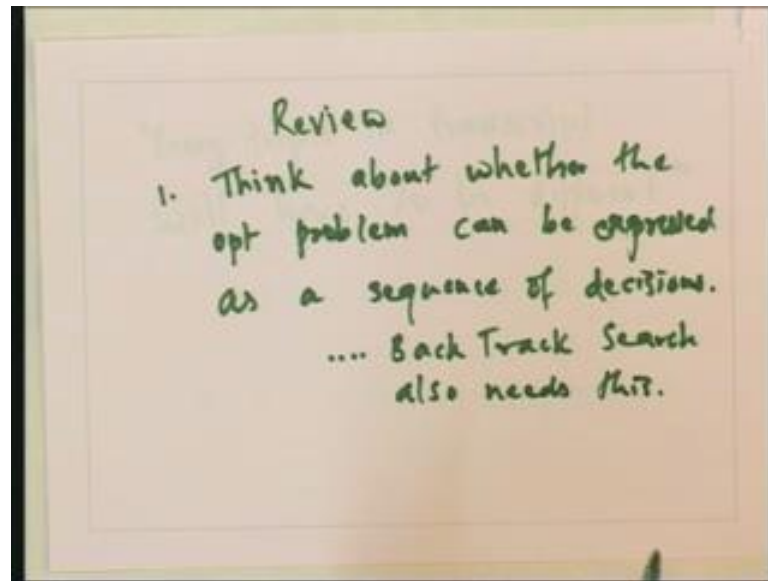 Review
1. Think about whether the
opt problem can be expressed
as a sequence of decisions.
.... Back Track Search
also needs this.